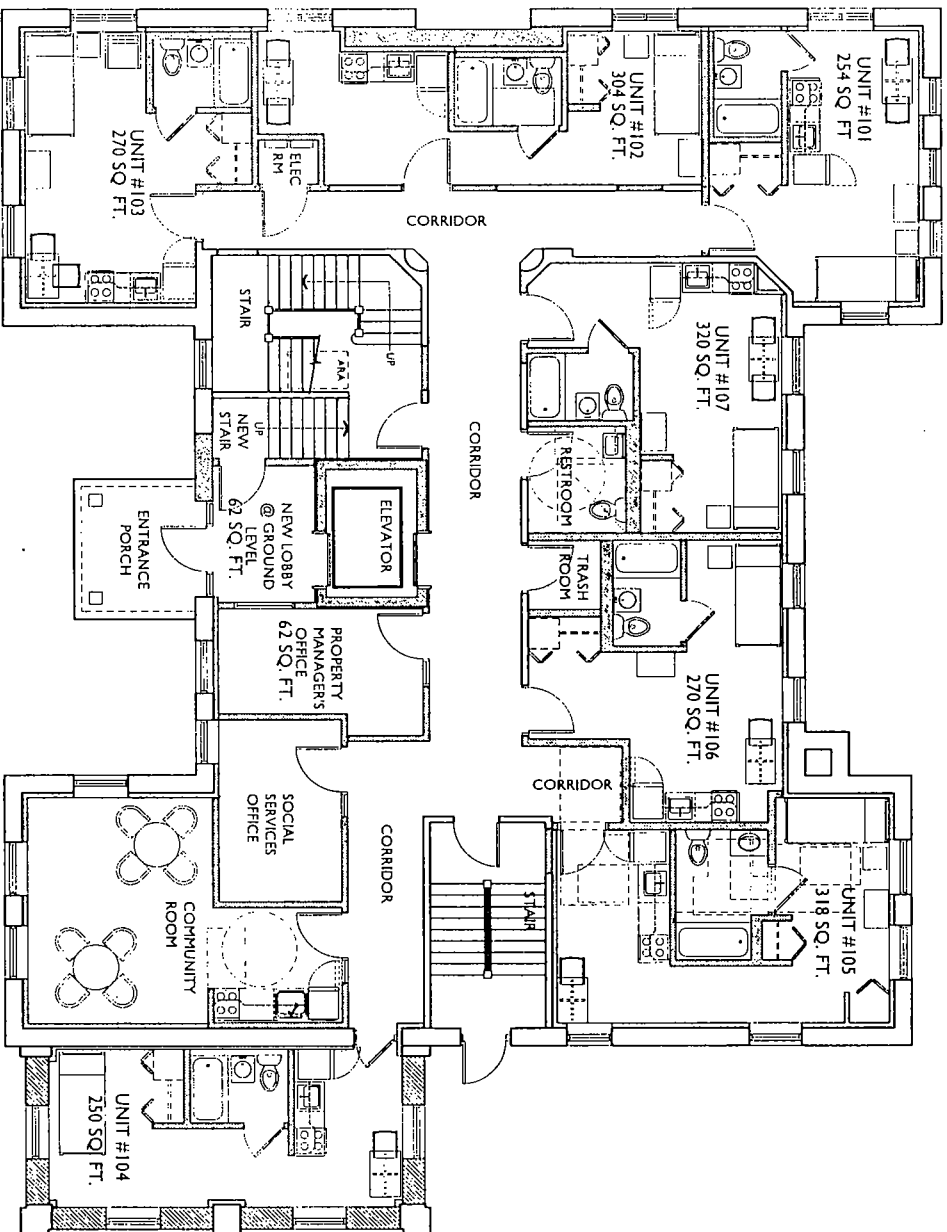 UNIT #103
270 SQ FT.
ELEC
RM
UNIT #102
304 SQ. FT.
UNIT #101
254 SQ FT
CORRIDOR
STAIR
UP
ARA
UNIT #107
320 SQ. FT.
NEW
STAIR
UP
CORRIDOR
RESTROOM
ENTRANCE
PORCH
NEW LOBBY
@ GROUND
LEVEL
62 SQ. FT.
ELEVATOR
TRASH
ROOM
PROPERTY
MANAGER'S
OFFICE
62 SQ. FT.
UNIT #106
270 SQ. FT.
SOCIAL
SERVICES
OFFICE
CORRIDOR
CORRIDOR
STAIR
UNIT #105
318 SQ. FT.
COMMUNITY
ROOM
UNIT #104
250 SQ FT.